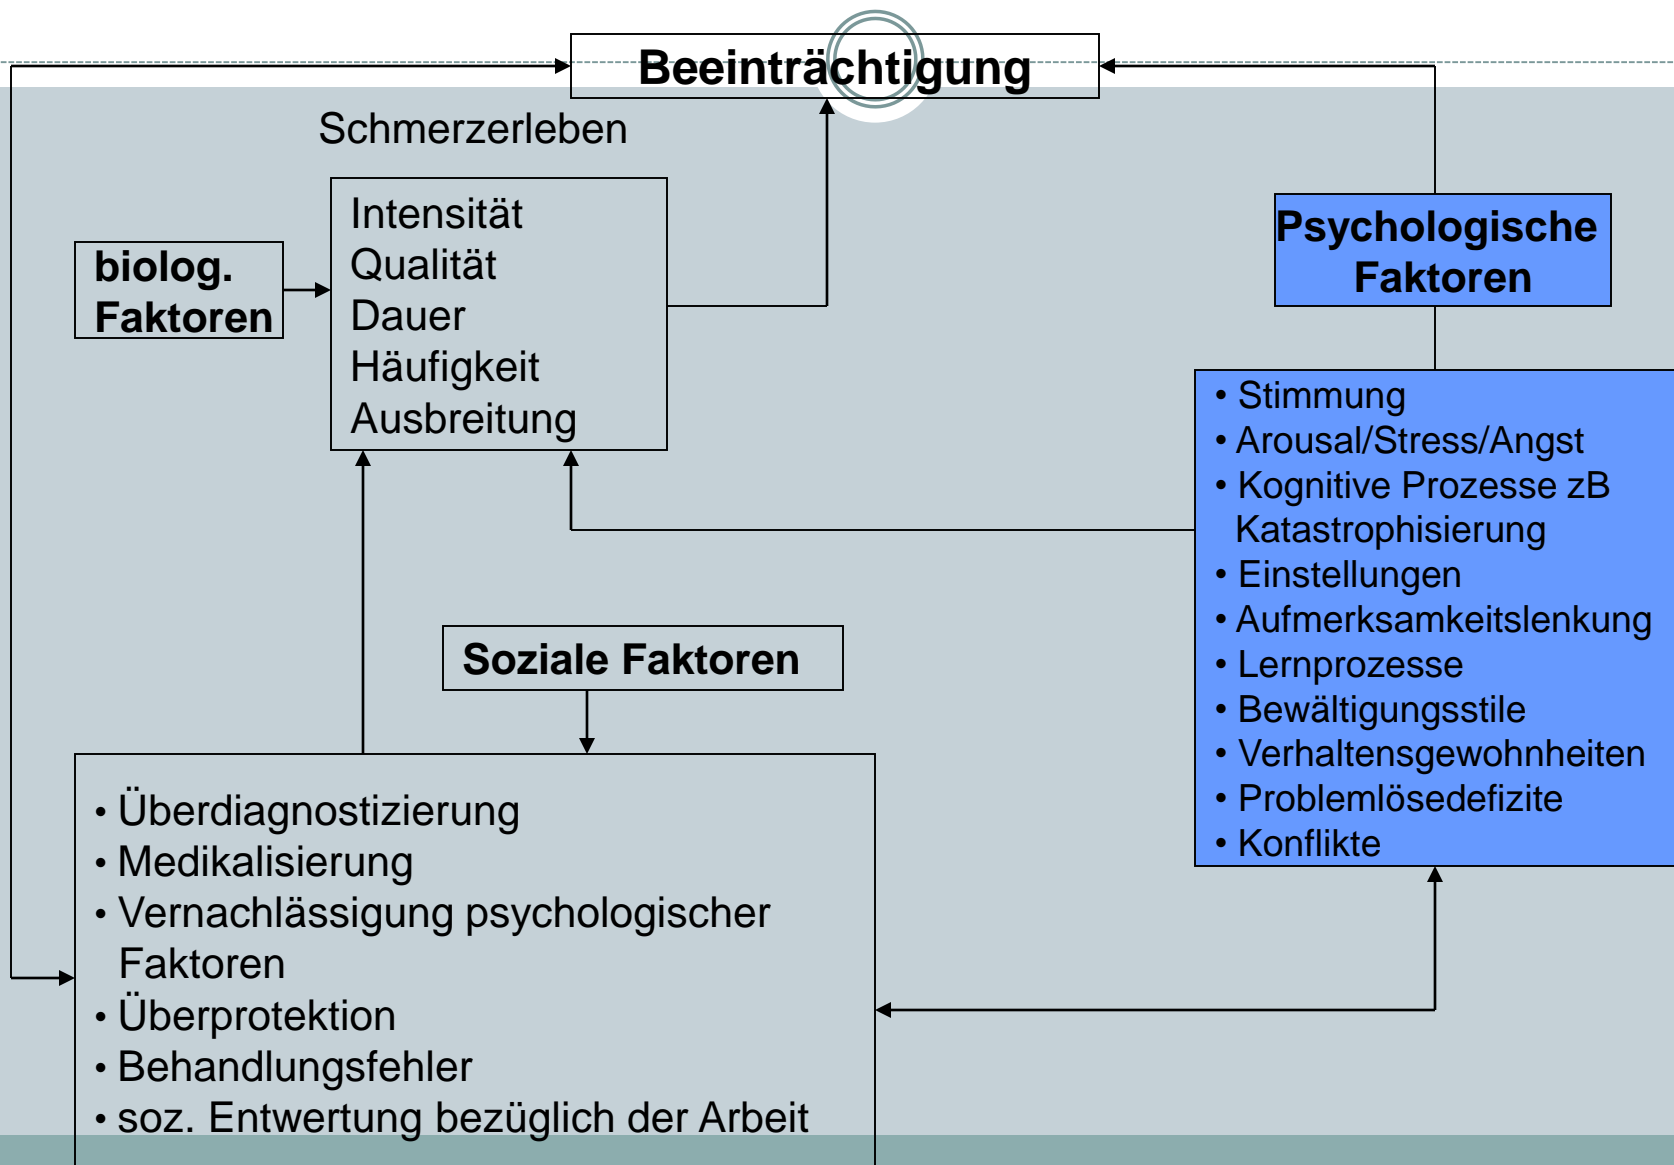 Beeinträchtigung
Schmerzerleben
Intensität
Qualität
Dauer
Häufigkeit
Ausbreitung
biolog.
Faktoren
Psychologische
Faktoren
• Stimmung
• Arousal/Stress/Angst
• Kognitive Prozesse zB
Katastrophisierung
• Einstellungen
• Aufmerksamkeitslenkung
• Lernprozesse
• Bewältigungsstile
• Verhaltensgewohnheiten
• Problemlösedefizite
• Konflikte
Soziale Faktoren
• Überdiagnostizierung
• Medikalisierung
• Vernachlässigung psychologischer
Faktoren
• Überprotektion
• Behandlungsfehler
• soz. Entwertung bezüglich der Arbeit